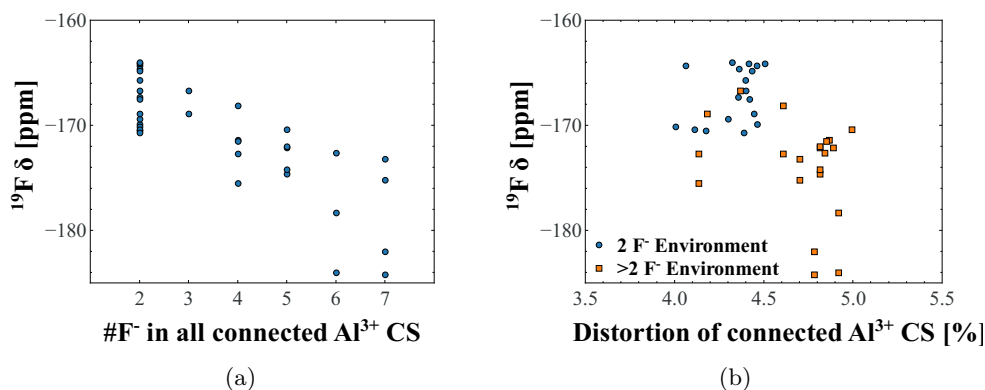 −160
−170
−180
¹⁹F δ [ppm]
2 3 4 5 6 7
#F⁻ in all connected Al³⁺ CS
(a)
−160
−170
−180
¹⁹F δ [ppm]
2 F⁻ Environment
>2 F⁻ Environment
3.5 4.0 4.5 5.0 5.5
Distortion of connected Al³⁺ CS [%]
(b)